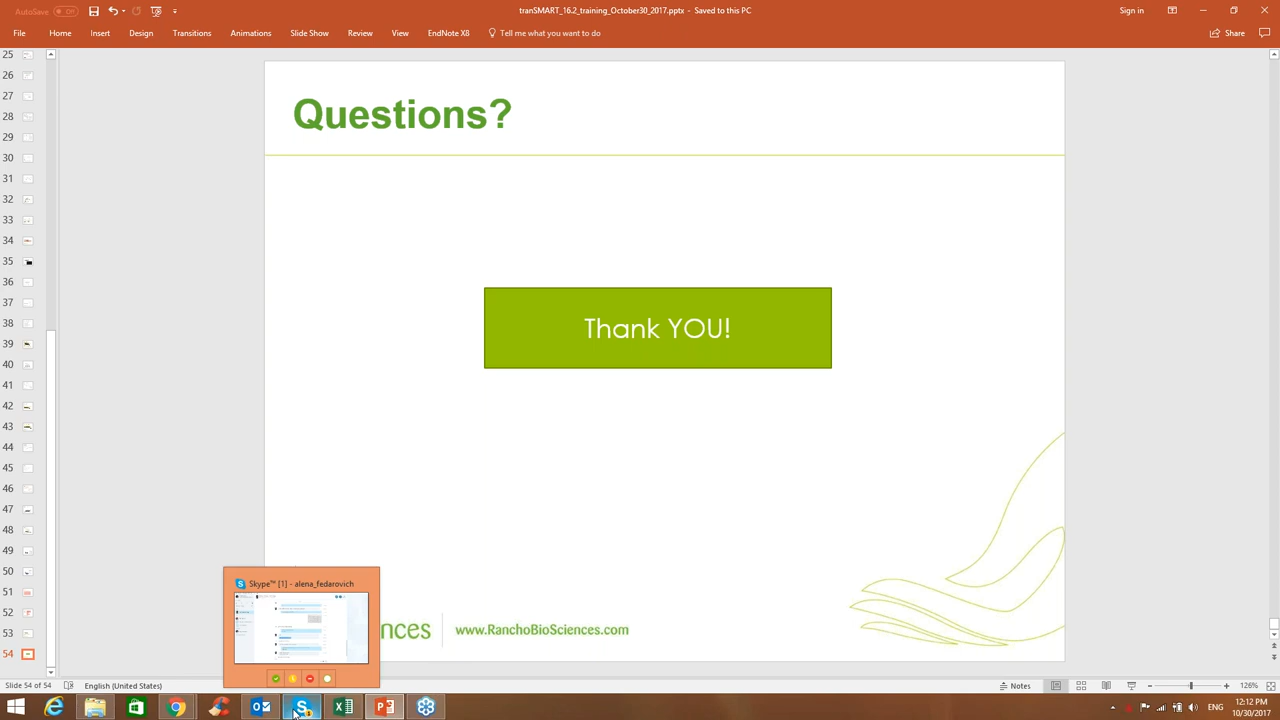 AutoSave Off
tranSMART_16.2_training_October30_2017.pptx - Saved to this PC
Sign in
File Home Insert Design Transitions Animations Slide Show Review View EndNote X8 Tell me what you want to do
Share
25
26
27
28
29
30
31
32
33
34
35
36
37
38
40
41
42
43
44
45
46
47
48
49
53
54
Questions?
Thank YOU!
Skype™ [1] - alena_fedarovich
nces www.RanchoBioSciences.com
Slide 54 of 54 English (United States)
Notes
126%
ENG
12:12 PM
10/30/2017